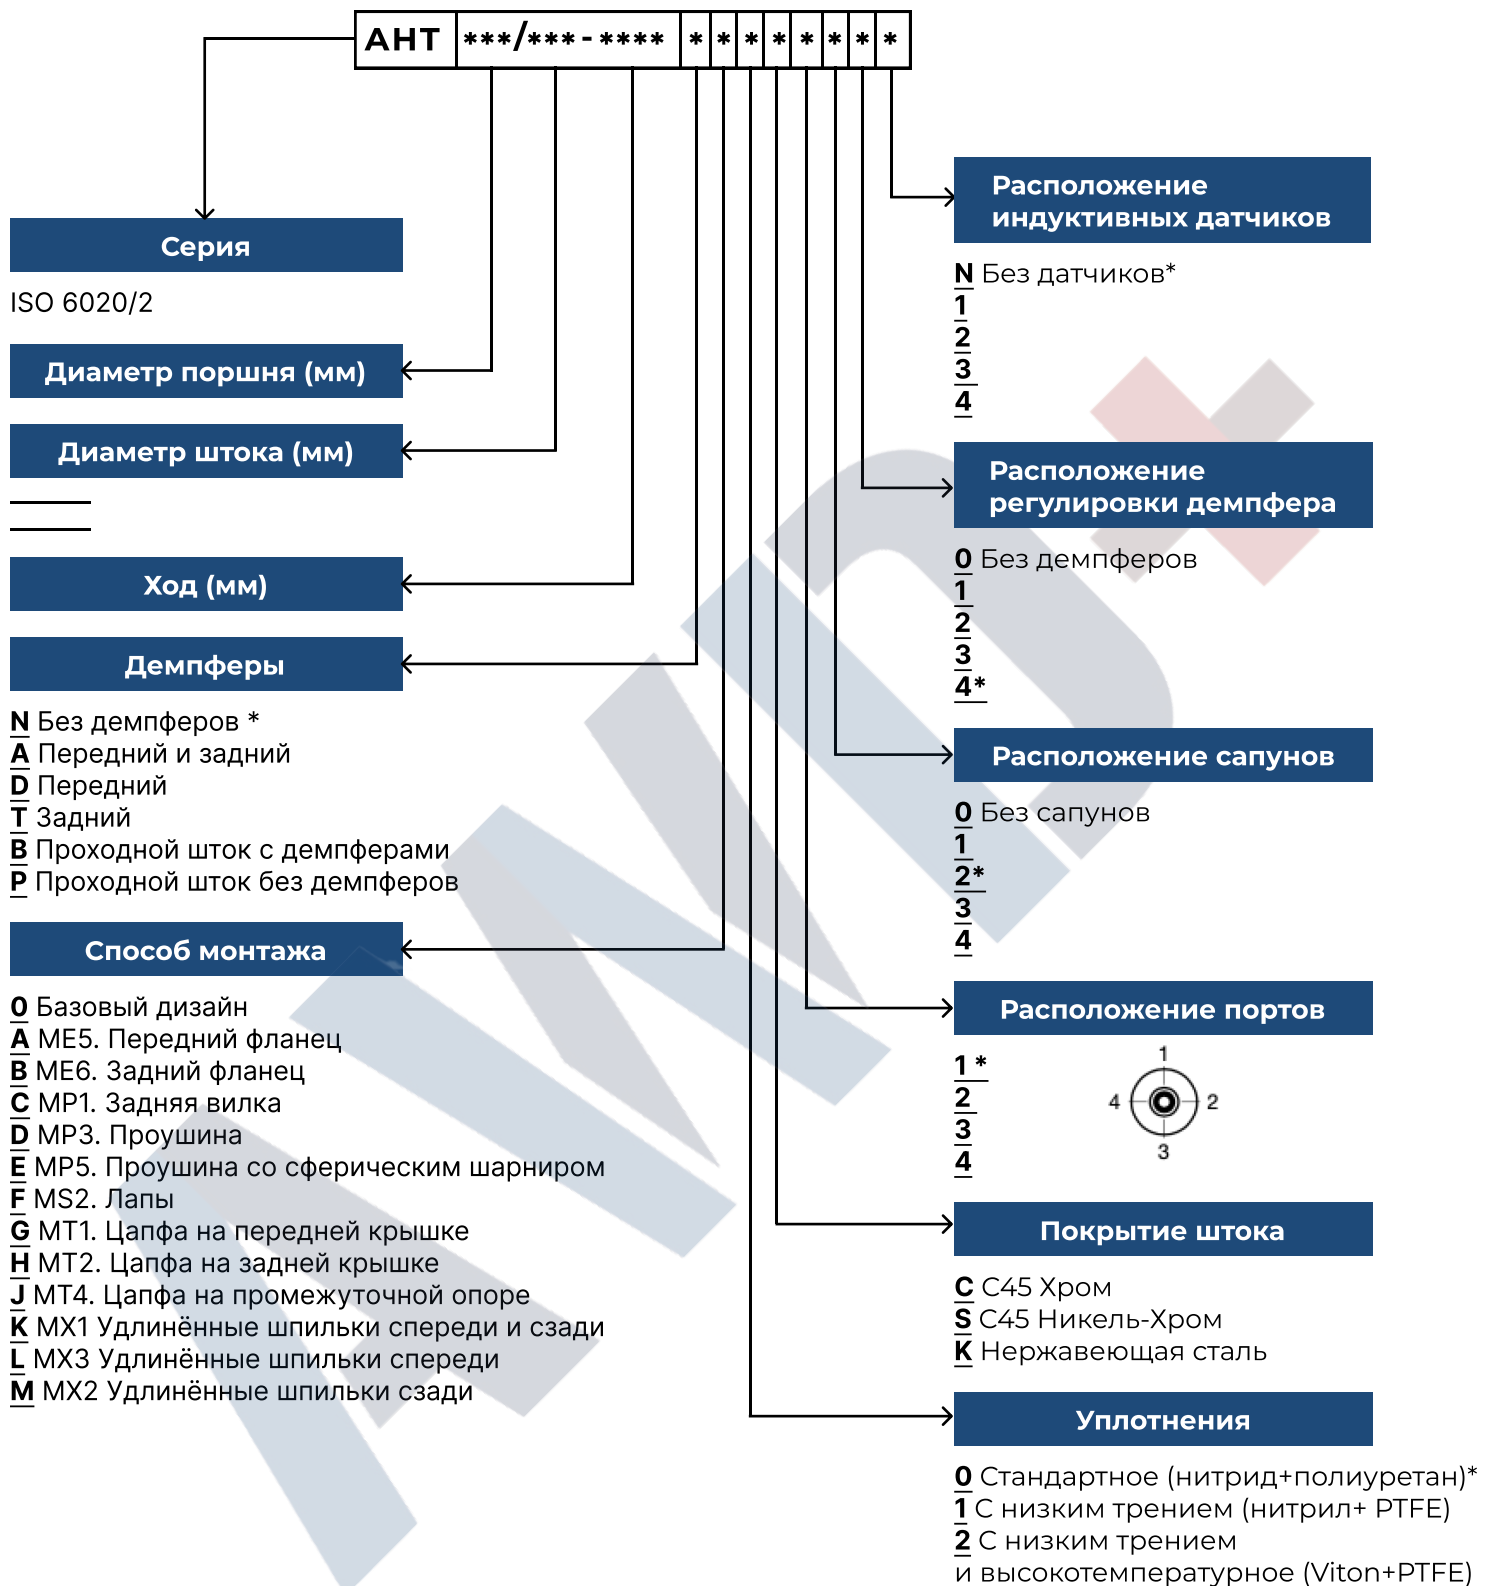 АНТ ***/***-**** * * * * * * * *
Серия
ISO 6020/2
Диаметр поршня (мм)
Диаметр штока (мм)
Ход (мм)
Демпферы
N Без демпферов *
A Передний и задний
D Передний
T Задний
B Проходной шток с демпферами
P Проходной шток без демпферов
Способ монтажа
0 Базовый дизайн
A ME5. Передний фланец
B ME6. Задний фланец
C MP1. Задняя вилка
D MP3. Проушина
E MP5. Проушина со сферическим шарниром
F MS2. Лапы
G MT1. Цапфа на передней крышке
H MT2. Цапфа на задней крышке
J MT4. Цапфа на промежуточной опоре
K MX1 Удлинённые шпильки спереди и сзади
L MX3 Удлинённые шпильки спереди
M MX2 Удлинённые шпильки сзади
Расположение
индуктивных датчиков
N Без датчиков*
1
2
3
4
Расположение
регулировки демпфера
0 Без демпферов
1
2
3
4*
Расположение сапунов
0 Без сапунов
1
2*
3
4
Расположение портов
1 *
2
3
4
1
4 2
3
Покрытие штока
C C45 Хром
S C45 Никель-Хром
K Нержавеющая сталь
Уплотнения
0 Стандартное (нитрид+полиуретан)*
1 С низким трением (нитрил+ PTFE)
2 С низким трением
и высокотемпературное (Viton+PTFE)